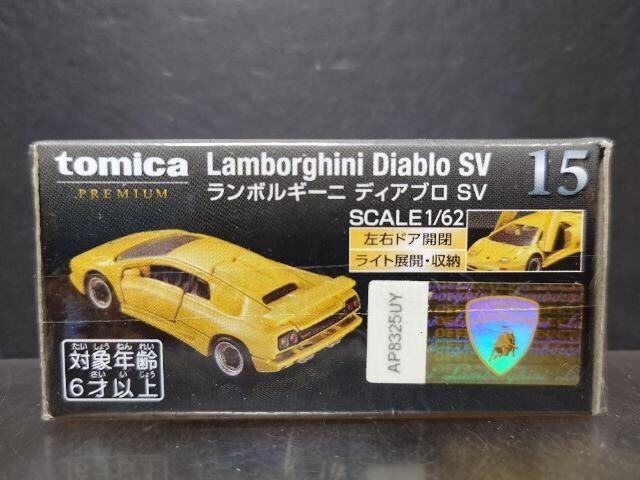 tomica
PREMIUM
Lamborghini Diablo SV
ランボルギーニ ディアブロ SV
15
SCALE1/62
左右ドア開閉
ライト展開・収納
AP8325UY
たい しょう ねん れい
対象年齢
さい い じょう
6才以上